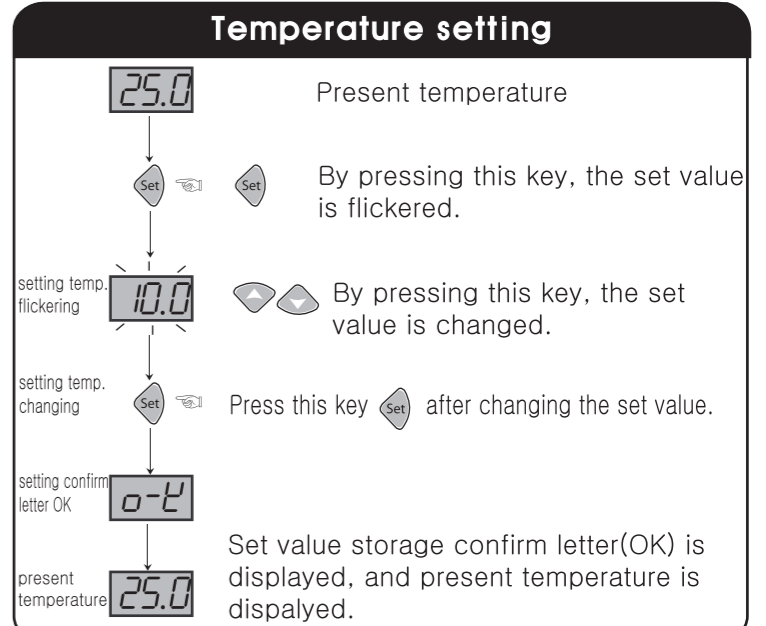 Temperature setting
25.0
Present temperature
Set
Set
By pressing this key, the set value
is flickered.
setting temp.
flickering
10.0
By pressing this key, the set
value is changed.
setting temp.
changing
Set
Press this key Set after changing the set value.
setting confirm
letter OK
o-k
Set value storage confirm letter(OK) is
displayed, and present temperature is
dispalyed.
present
temperature
25.0